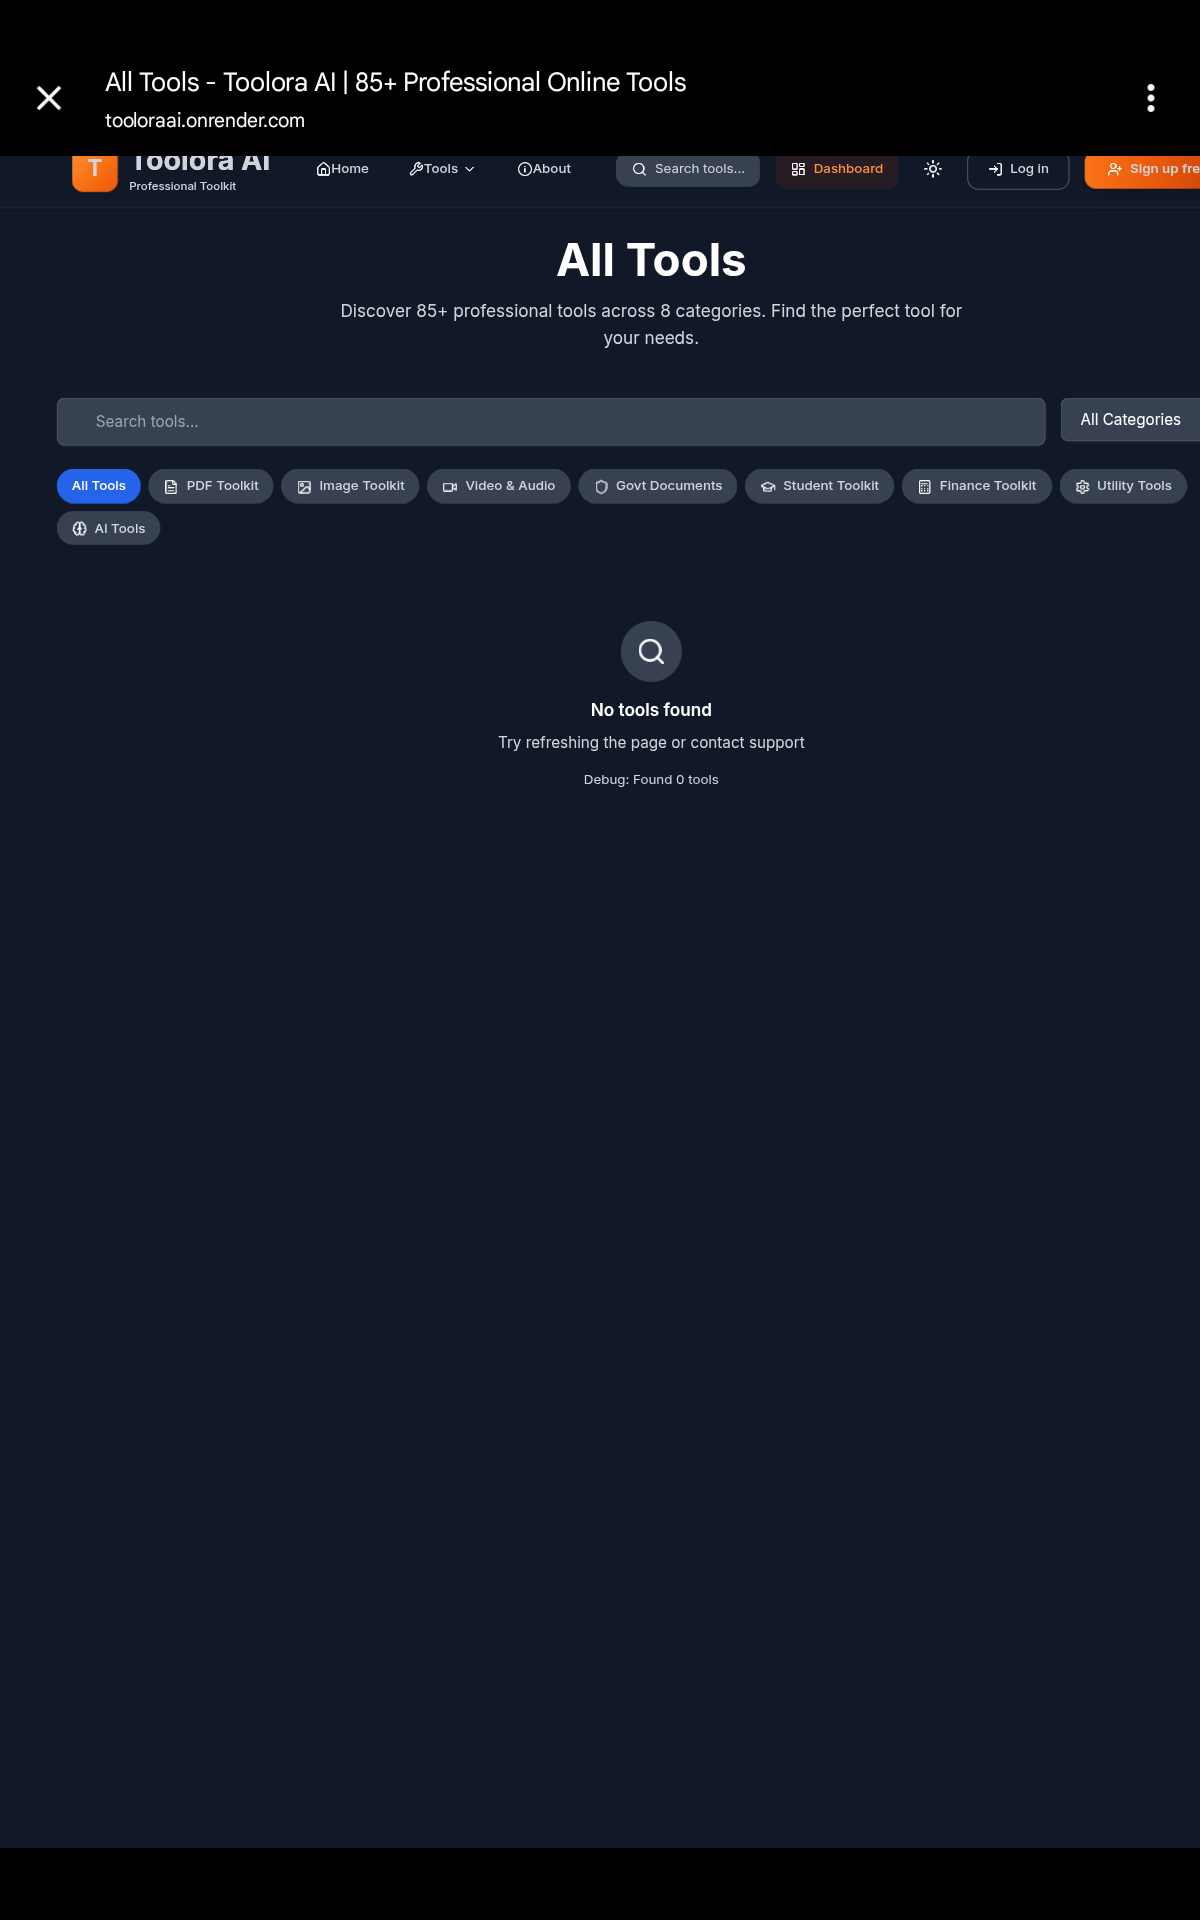 All Tools - Toolora AI | 85+ Professional Online Tools
tooloraai.onrender.com
T
Toolora AI
Professional Toolkit
Home
Tools
About
Search tools...
Dashboard
Log in
Sign up fre
All Tools
Discover 85+ professional tools across 8 categories. Find the perfect tool for
your needs.
Search tools...
All Categories
All Tools
PDF Toolkit
Image Toolkit
Video & Audio
Govt Documents
Student Toolkit
Finance Toolkit
Utility Tools
AI Tools
No tools found
Try refreshing the page or contact support
Debug: Found 0 tools